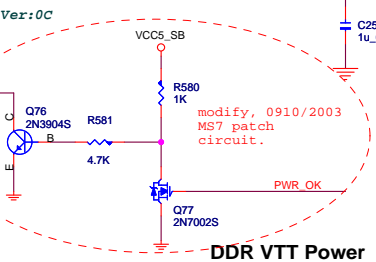 Ver:0C
VCC5_SB
C25
1u_
R580
1K
Q76
2N3904S
R581
modify, 0910/2003
MS7 patch
circuit.
C
B
E
4.7K
PWR_OK
Q77
2N7002S
DDR VTT Power